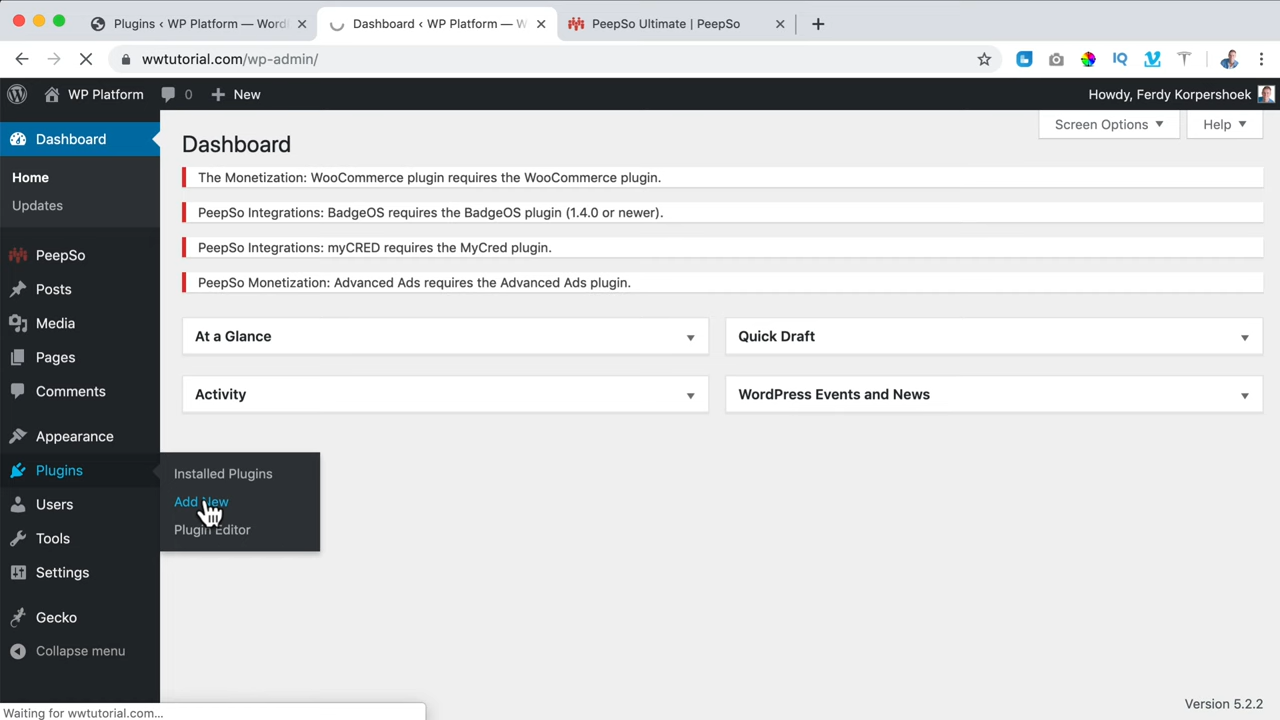 Plugins ‹ WP Platform — Word
Dashboard ‹ WP Platform — W
PeepSo Ultimate | PeepSo
wwtutorial.com/wp-admin/
WP Platform
0
New
Howdy, Ferdy Korpershoek
Dashboard
Home
Updates
PeepSo
Posts
Media
Pages
Comments
Appearance
Plugins
Users
Tools
Settings
Gecko
Collapse menu
Installed Plugins
Add New
Plugin Editor
Screen Options
Help
Dashboard
The Monetization: WooCommerce plugin requires the WooCommerce plugin.
PeepSo Integrations: BadgeOS requires the BadgeOS plugin (1.4.0 or newer).
PeepSo Integrations: myCRED requires the MyCred plugin.
PeepSo Monetization: Advanced Ads requires the Advanced Ads plugin.
At a Glance
Quick Draft
Activity
WordPress Events and News
Version 5.2.2
Waiting for wwtutorial.com...